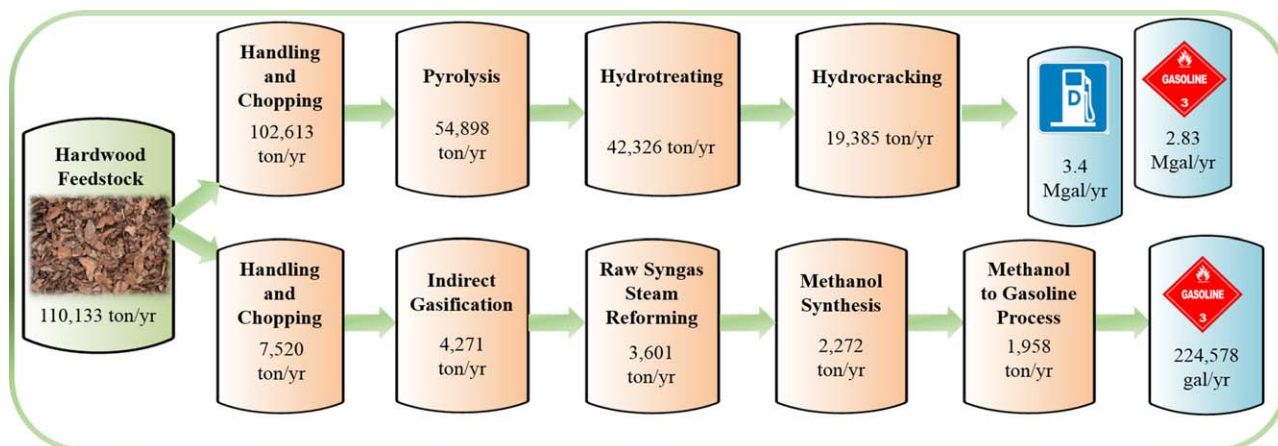 Hardwood
Feedstock
110,133 ton/yr
Handling
and
Chopping
102,613
ton/yr
Pyrolysis
54,898
ton/yr
Hydrotreating
42,326 ton/yr
Hydrocracking
19,385 ton/yr
D
3.4
Mgal/yr
GASOLINE
3
2.83
Mgal/yr
Handling
and
Chopping
7,520
ton/yr
Indirect
Gasification
4,271
ton/yr
Raw Syngas
Steam
Reforming
3,601
ton/yr
Methanol
Synthesis
2,272
ton/yr
Methanol
to Gasoline
Process
1,958
ton/yr
GASOLINE
3
224,578
gal/yr